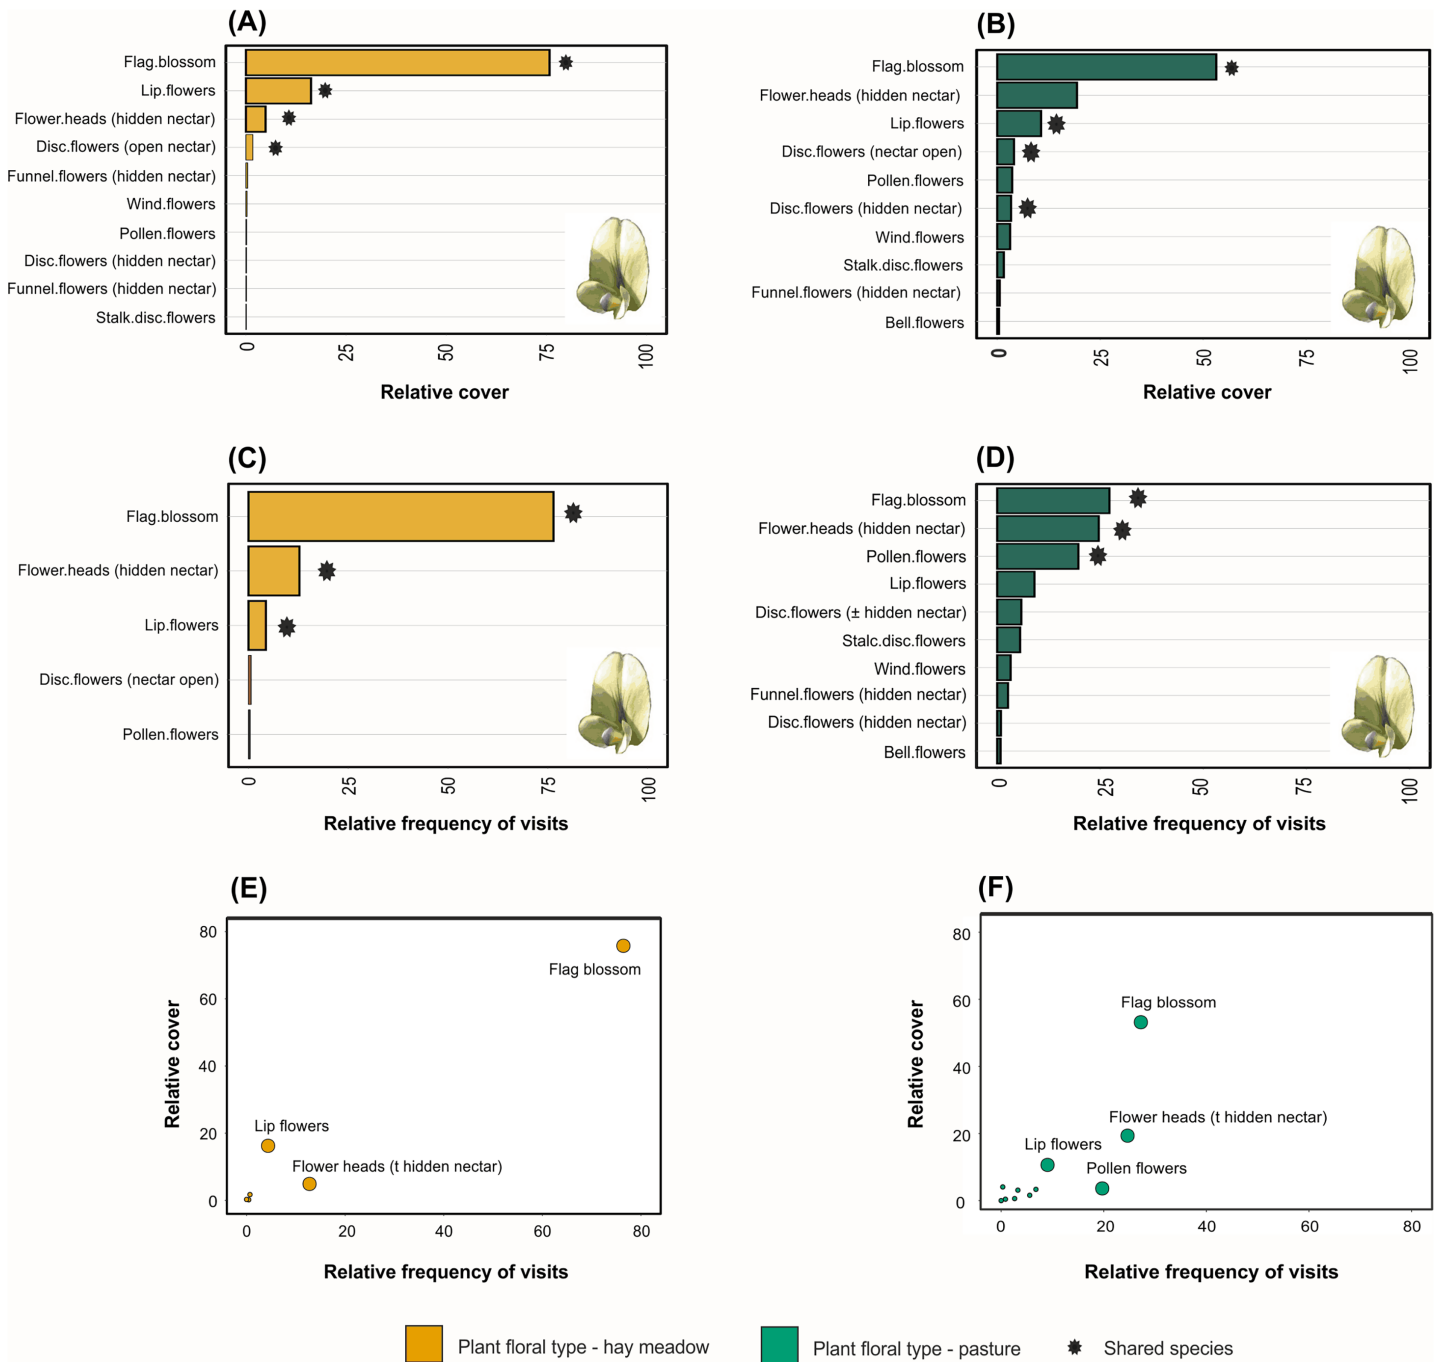 (A)
Flag.blossom
Lip.flowers
Flower.heads (hidden nectar)
Disc.flowers (open nectar)
Funnel.flowers (hidden nectar)
Wind.flowers
Pollen.flowers
Disc.flowers (hidden nectar)
Funnel.flowers (hidden nectar)
Stalk.disc.flowers
0 25 50 75 100
Relative cover
(B)
Flag.blossom
Flower.heads (hidden nectar)
Lip.flowers
Disc.flowers (nectar open)
Pollen.flowers
Disc.flowers (hidden nectar)
Wind.flowers
Stalk.disc.flowers
Funnel.flowers (hidden nectar)
Bell.flowers
0 25 50 75 100
Relative cover
(C)
Flag.blossom
Flower.heads (hidden nectar)
Lip.flowers
Disc.flowers (nectar open)
Pollen.flowers
0 25 50 75 100
Relative frequency of visits
(D)
Flag.blossom
Flower.heads (hidden nectar)
Pollen.flowers
Lip.flowers
Disc.flowers (± hidden nectar)
Stalc.disc.flowers
Wind.flowers
Funnel.flowers (hidden nectar)
Disc.flowers (hidden nectar)
Bell.flowers
0 25 50 75 100
Relative frequency of visits
(E)
Relative cover
80
60
40
20
0
Flag blossom
Lip flowers
Flower heads (t hidden nectar)
0 20 40 60 80
Relative frequency of visits
(F)
Relative cover
80
60
40
20
0
Flag blossom
Flower heads (t hidden nectar)
Lip flowers
Pollen flowers
0 20 40 60 80
Relative frequency of visits
Plant floral type - hay meadow
Plant floral type - pasture
Shared species